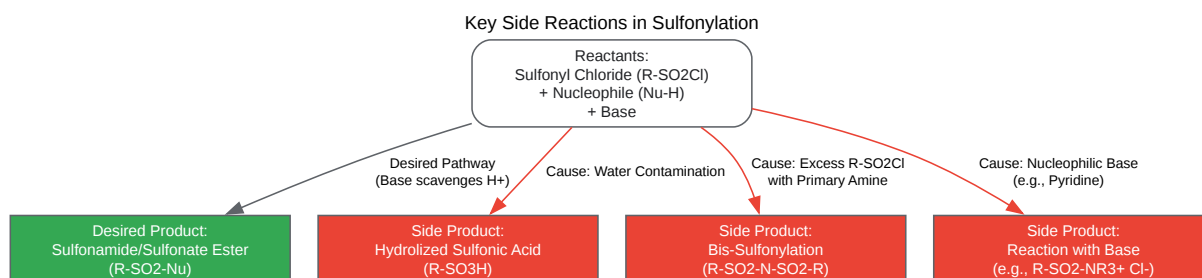 Key Side Reactions in Sulfonylation
Reactants:
Sulfonyl Chloride (R-SO2Cl)
+ Nucleophile (Nu-H)
+ Base
Desired Pathway
(Base scavenges H+)
Cause: Water Contamination
Cause: Excess R-SO2Cl
with Primary Amine
Cause: Nucleophilic Base
(e.g., Pyridine)
Desired Product:
Sulfonamide/Sulfonate Ester
(R-SO2-Nu)
Side Product:
Hydrolized Sulfonic Acid
(R-SO3H)
Side Product:
Bis-Sulfonylation
(R-SO2-N-SO2-R)
Side Product:
Reaction with Base
(e.g., R-SO2-NR3+ Cl-)